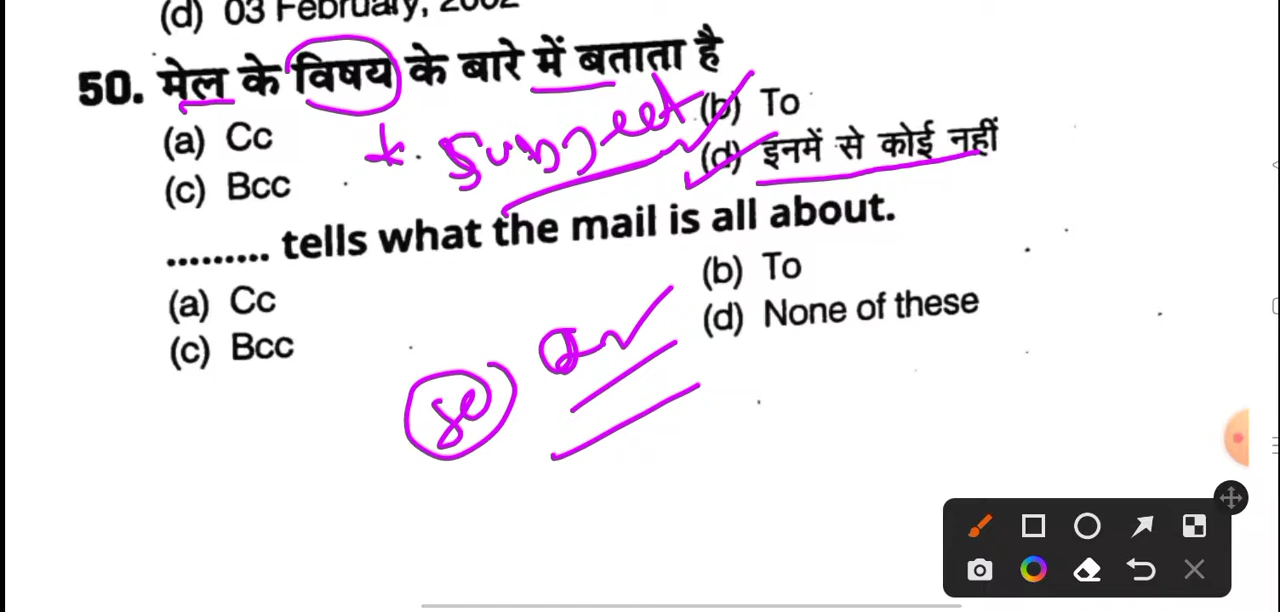 (d) 03 February, 2002
50. मेल के विषय के बारे में बताता है
(a) Cc
(b) To
* Subject
(c) Bcc
(d) इनमें से कोई नहीं
......... tells what the mail is all about.
(a) Cc
(b) To
(c) Bcc
(d) None of these